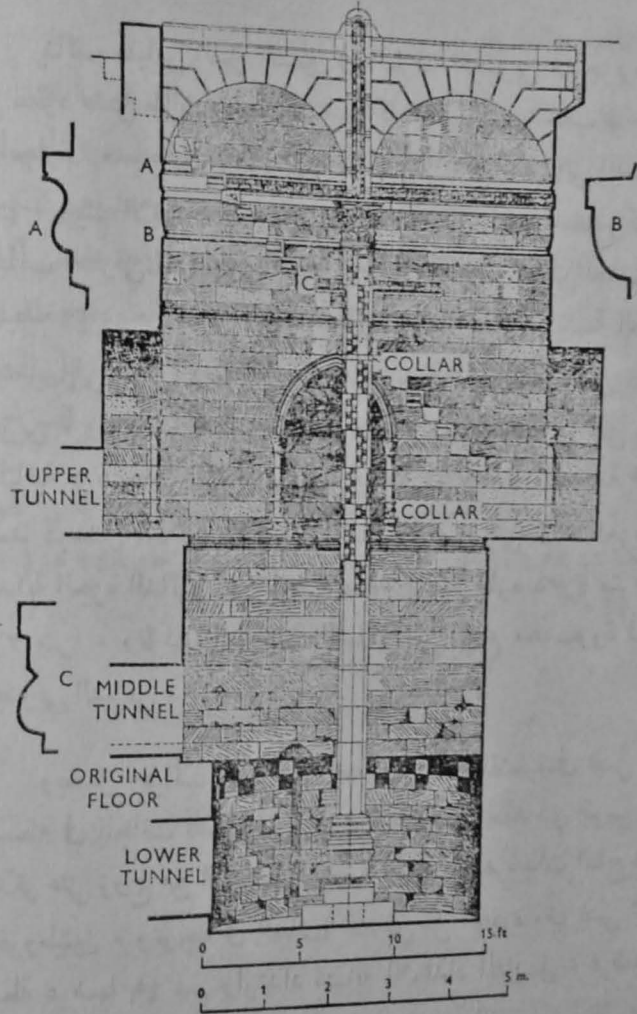 A
A
B
B
C
COLLAR
UPPER
TUNNEL
COLLAR
C
MIDDLE
TUNNEL
ORIGINAL
FLOOR
LOWER
TUNNEL
0 5 10 15 ft
0 1 2 3 4 5 m.